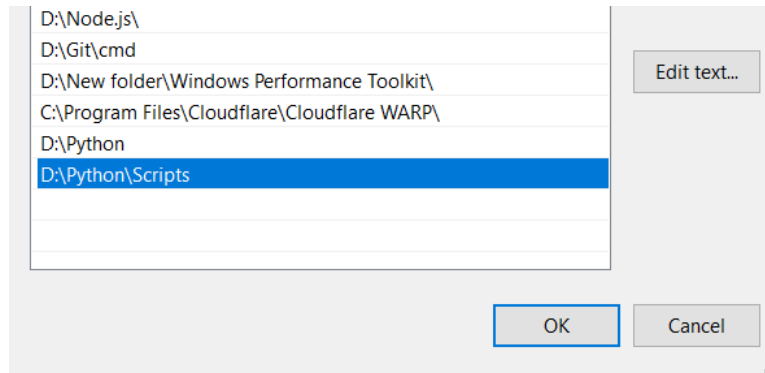 D:\Node.js\
D:\Git\cmd
D:\New folder\Windows Performance Toolkit\
C:\Program Files\Cloudflare\Cloudflare WARP\
D:\Python
D:\Python\Scripts
Edit text...
OK
Cancel